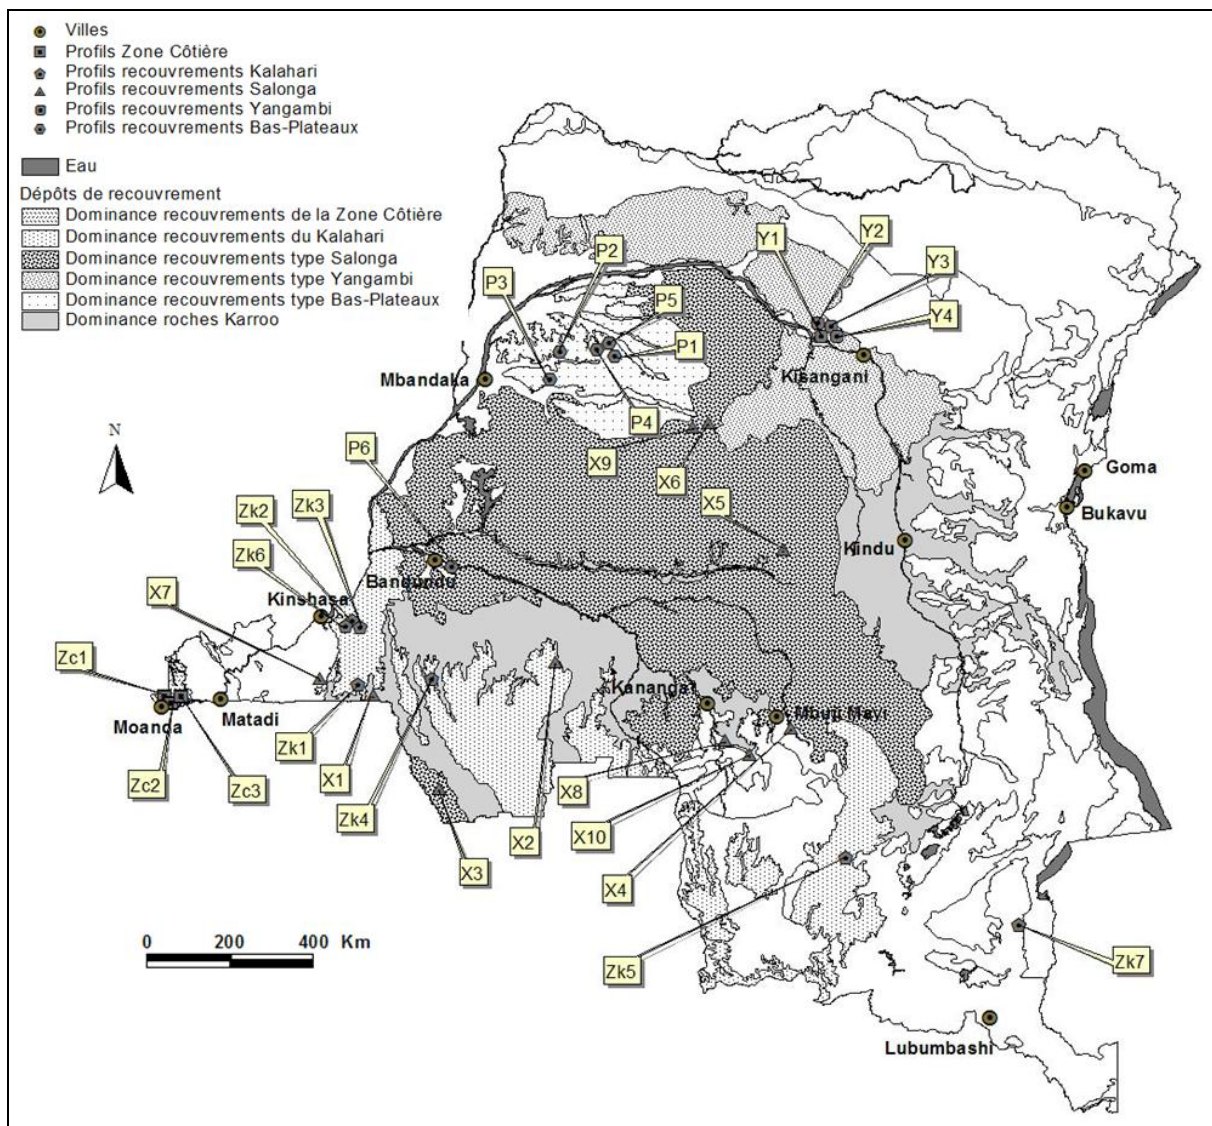 Villes
Profils Zone Côtière
Profils recouvrements Kalahari
Profils recouvrements Salonga
Profils recouvrements Yangambi
Profils recouvrements Bas-Plateaux
Eau
Dépôts de recouvrement
Dominance recouvrements de la Zone Côtière
Dominance recouvrements du Kalahari
Dominance recouvrements type Salonga
Dominance recouvrements type Yangambi
Dominance recouvrements type Bas-Plateaux
Dominance roches Karroo
Y1
Y2
P2
Y3
P3
P5
Y4
P1
Kisangani
Mbandaka
P4
N
P6
X9
X6
Goma
Zk3
X5
Zk2
Bukavu
Zk6
Kindu
Bandundu
X7
Kinshasa
Zc1
Kananga
Mbuji Mayi
Moanda
Matadi
Zk1
X1
Zc2
Zc3
X8
Zk4
X2
X10
X3
X4
0 200 400 Km
Zk5
Zk7
Lubumbashi